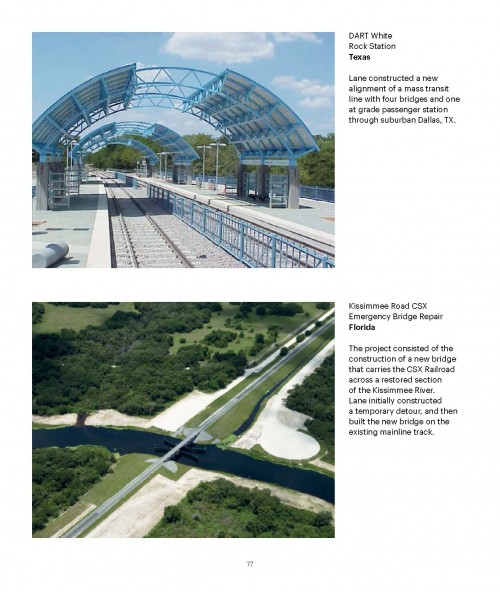 DART White
Rock Station
Texas
Lane constructed a new
alignment of a mass transit
line with four bridges and one
at grade passenger station
through suburban Dallas, TX.
Kissimmee Road CSX
Emergency Bridge Repair
Florida
The project consisted of the
construction of a new bridge
that carries the CSX Railroad
across a restored section
of the Kissimmee River.
Lane initially constructed
a temporary detour, and then
built the new bridge on the
existing mainline track.
77